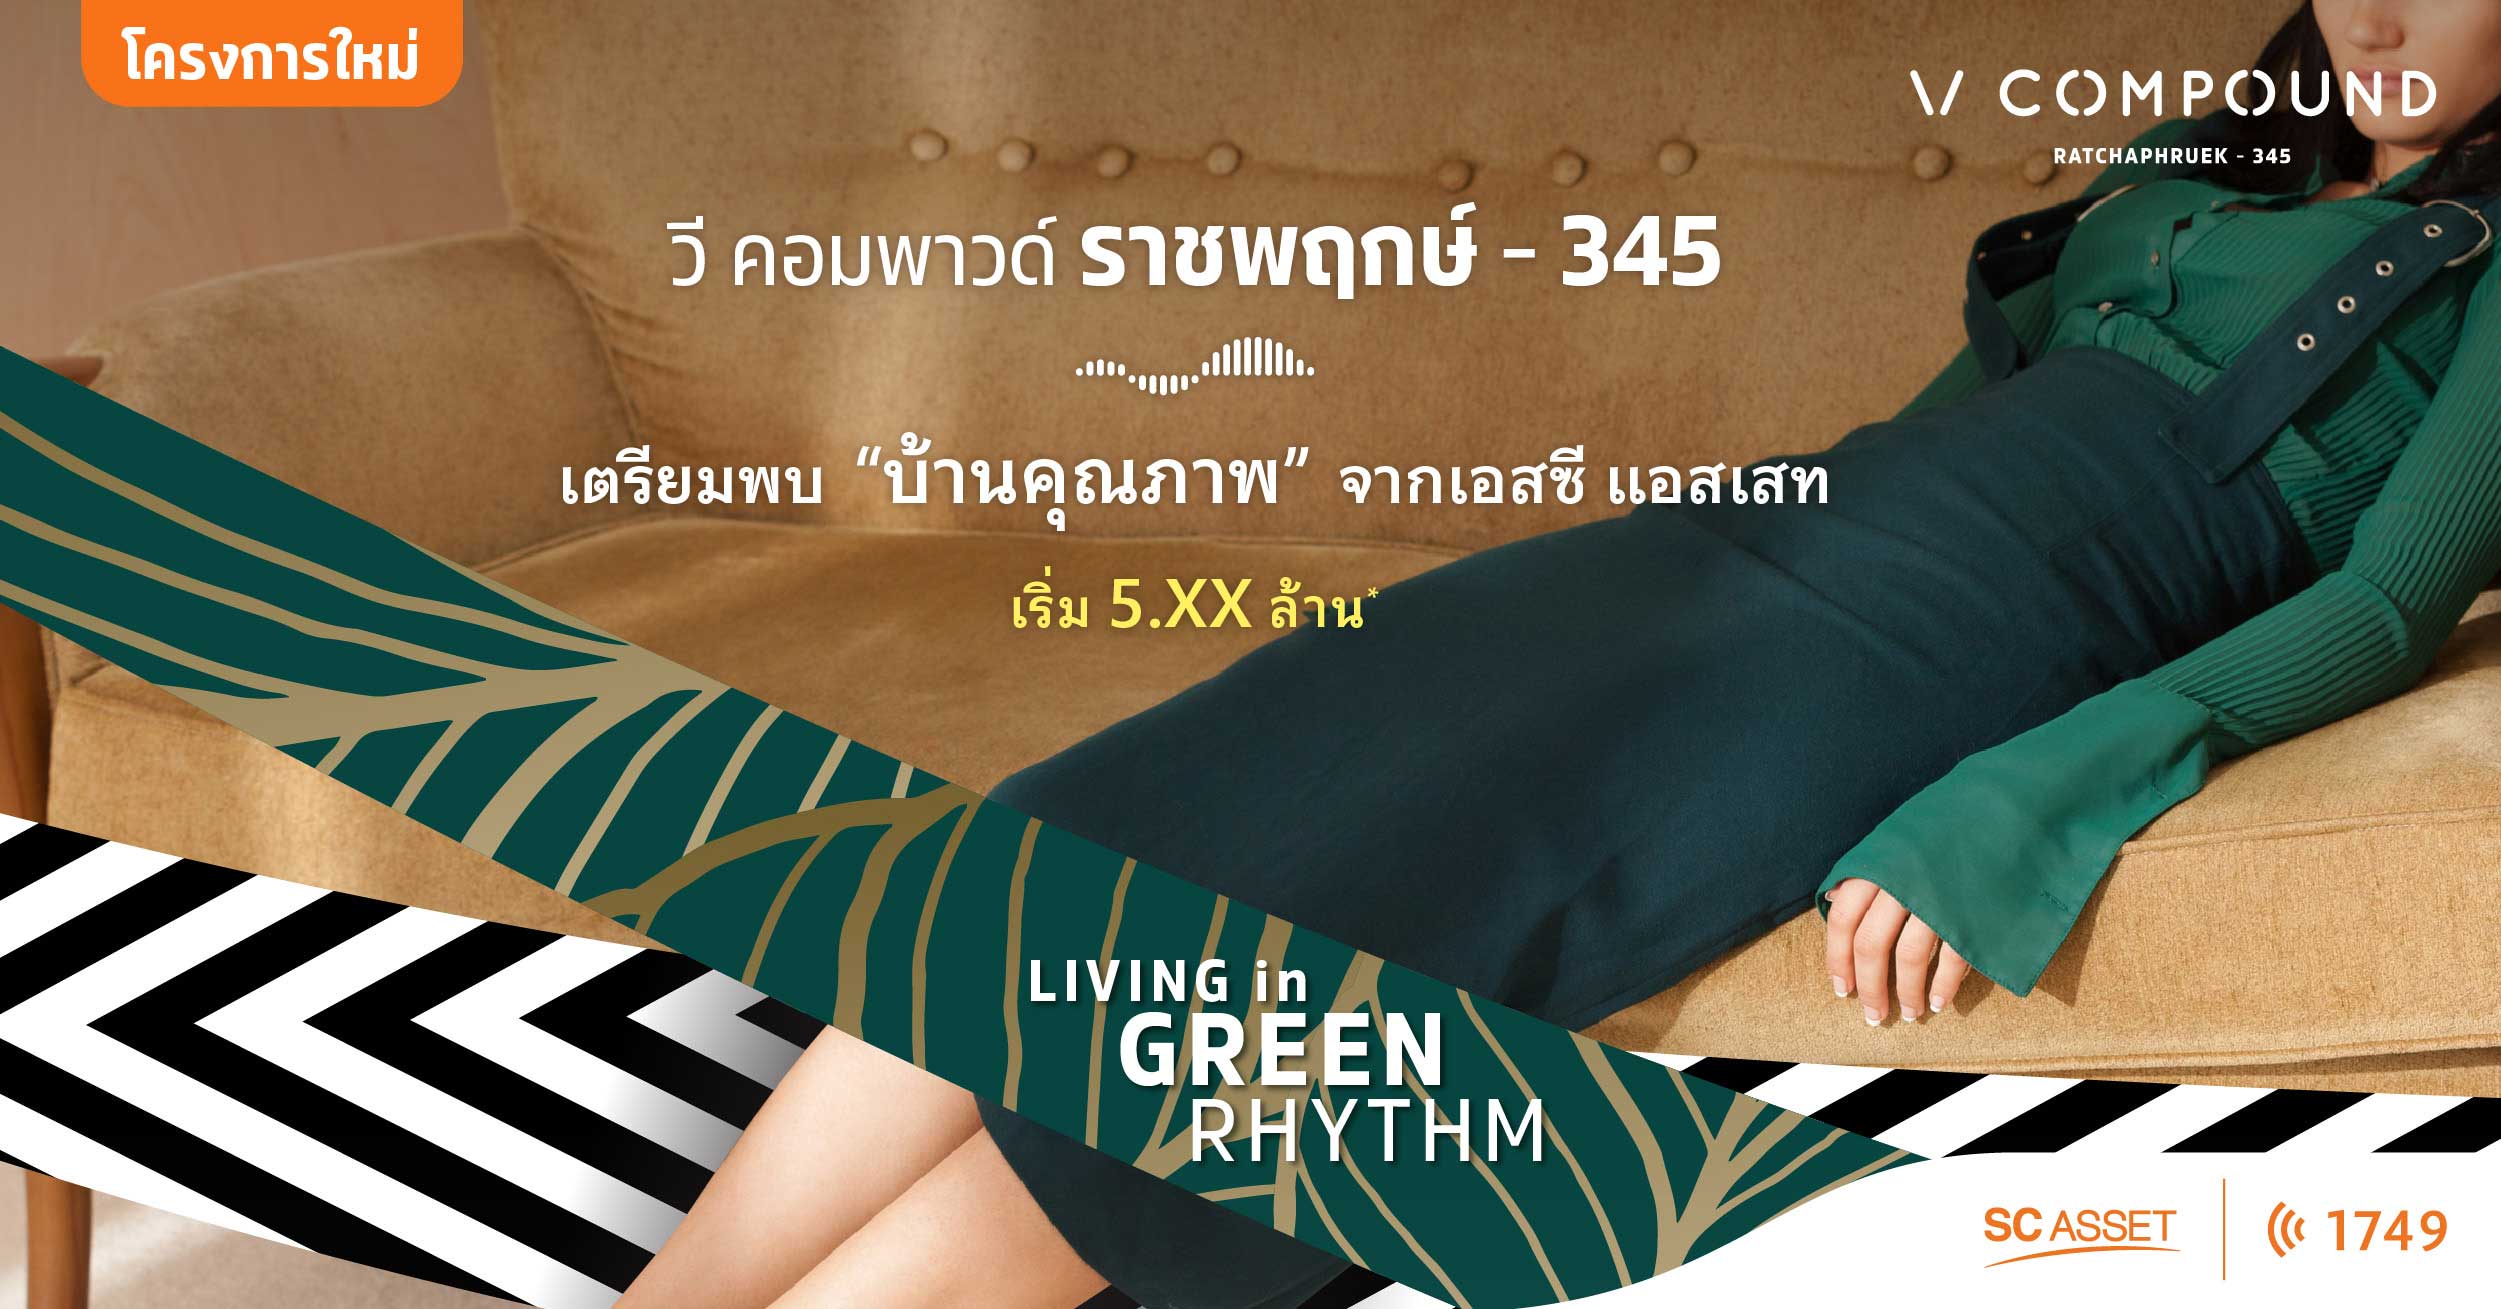 โครงการใหม่
V COMPOUND
RATCHAPHRUEK - 345
วี คอมพาวด์ ราชพฤกษ์ - 345
เตรียมพบ "บ้านคุณภาพ" จากเอสซี แอสเสท
เริ่ม 5.XX ล้าน*
LIVING in
GREEN
RHYTHM
SC ASSET
1749